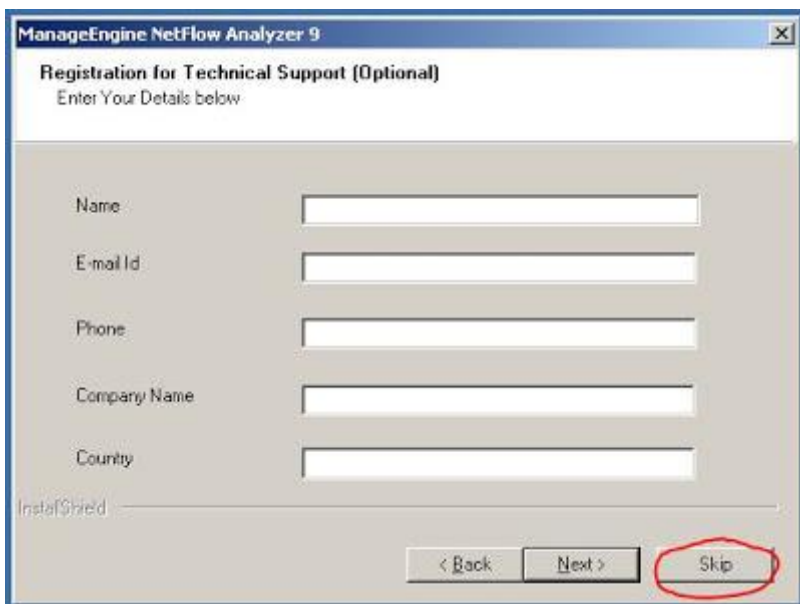 ManageEngine NetFlow Analyzer 9
Registration for Technical Support (Optional)
Enter Your Details below
Name
E-mail Id
Phone
Company Name
Country
InstallShield
< Back
Next >
Skip